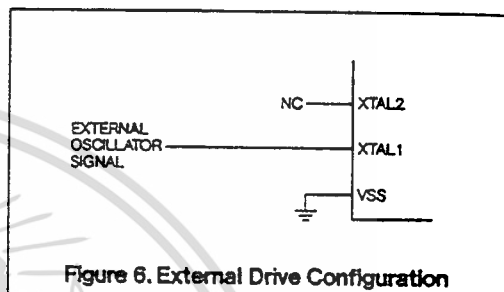 NC
XTAL2
EXTERNAL
OSCILLATOR
SIGNAL
XTAL1
VSS
Figure 6. External Drive Configuration